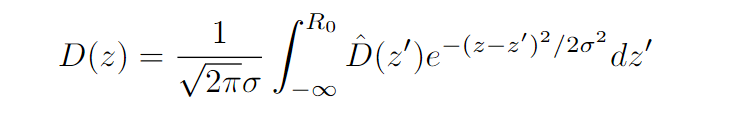 D(z) = \frac{1}{\sqrt{2\pi}\sigma} \int_{-\infty}^{R_0} \hat{D}(z') e^{-(z-z')^2/2\sigma^2} dz'